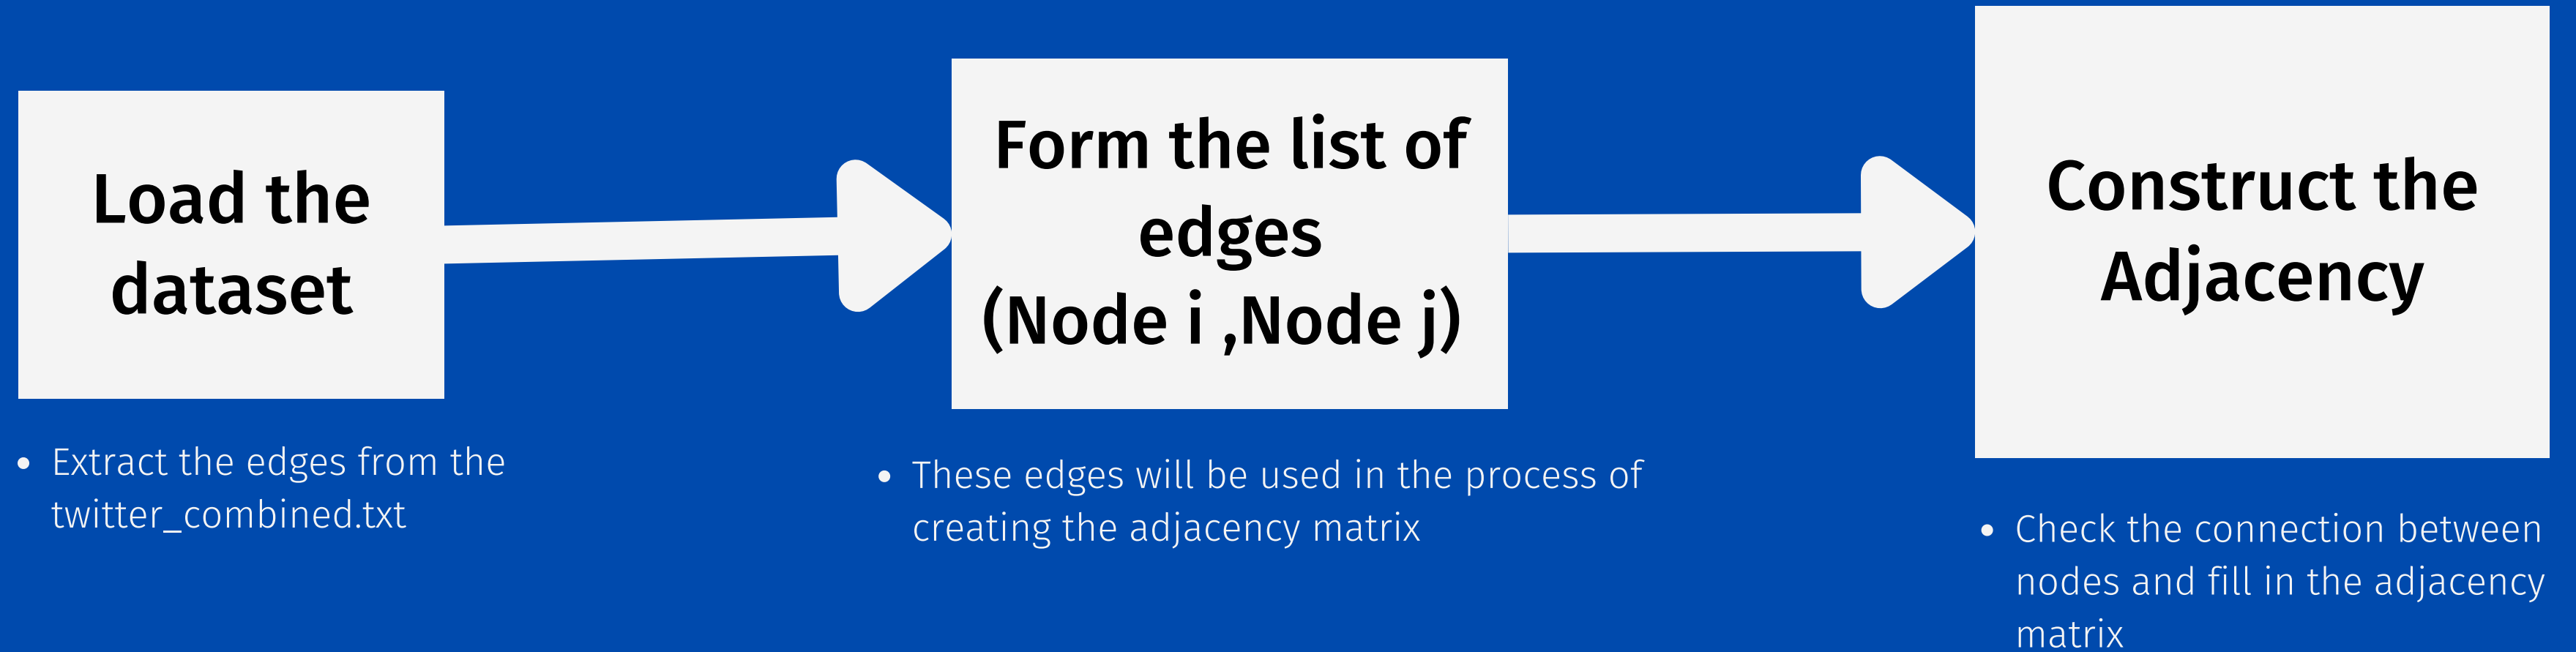 Load the
dataset
• Extract the edges from the
twitter_combined.txt
Form the list of
edges
(Node i ,Node j)
• These edges will be used in the process of
creating the adjacency matrix
Construct the
Adjacency
• Check the connection between
nodes and fill in the adjacency
matrix